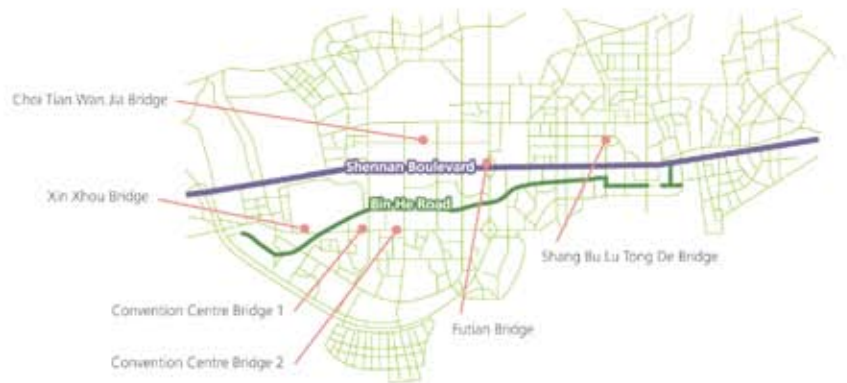 Choi Tian Wan Jia Bridge
Shennan Boulevard
Xin Xhou Bridge
Bin He Road
Shang Bu Lu Tong De Bridge
Convention Centre Bridge 1
Futian Bridge
Convention Centre Bridge 2